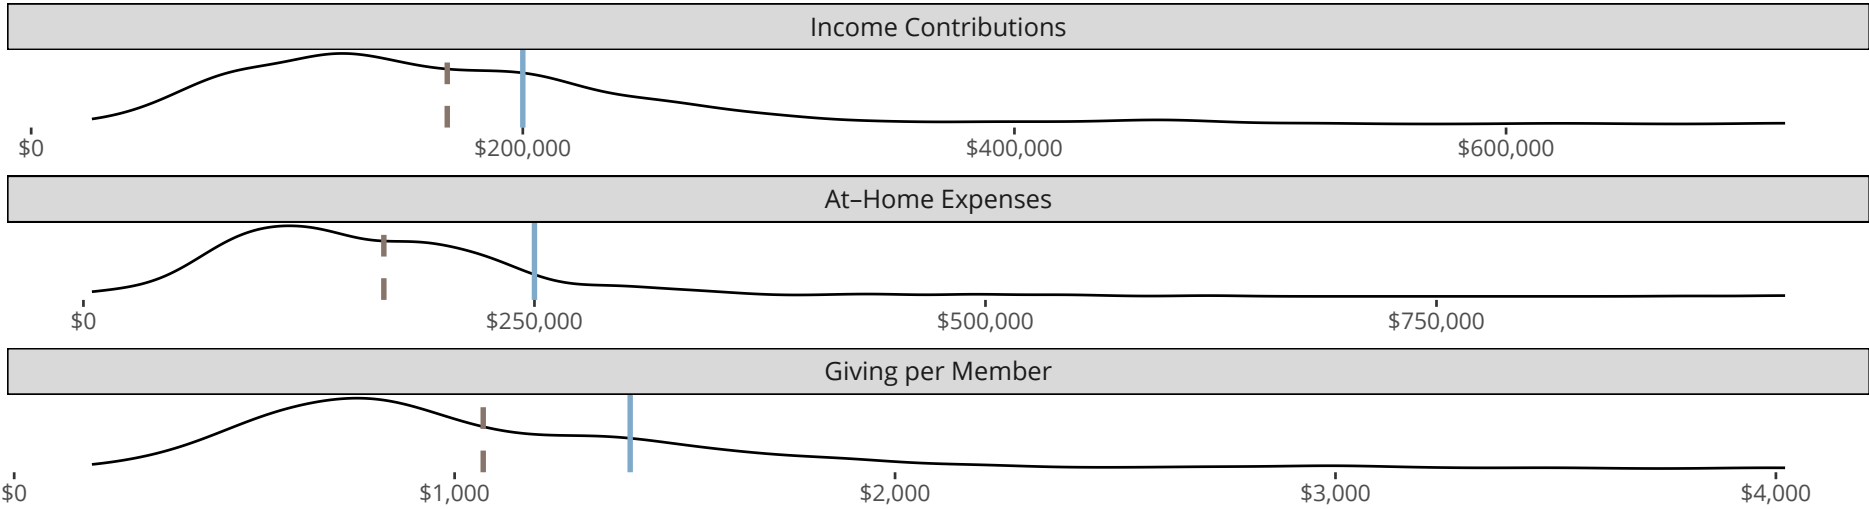 Income Contributions
$0 $200,000 $400,000 $600,000
At–Home Expenses
$0 $250,000 $500,000 $750,000
Giving per Member
$0 $1,000 $2,000 $3,000 $4,000